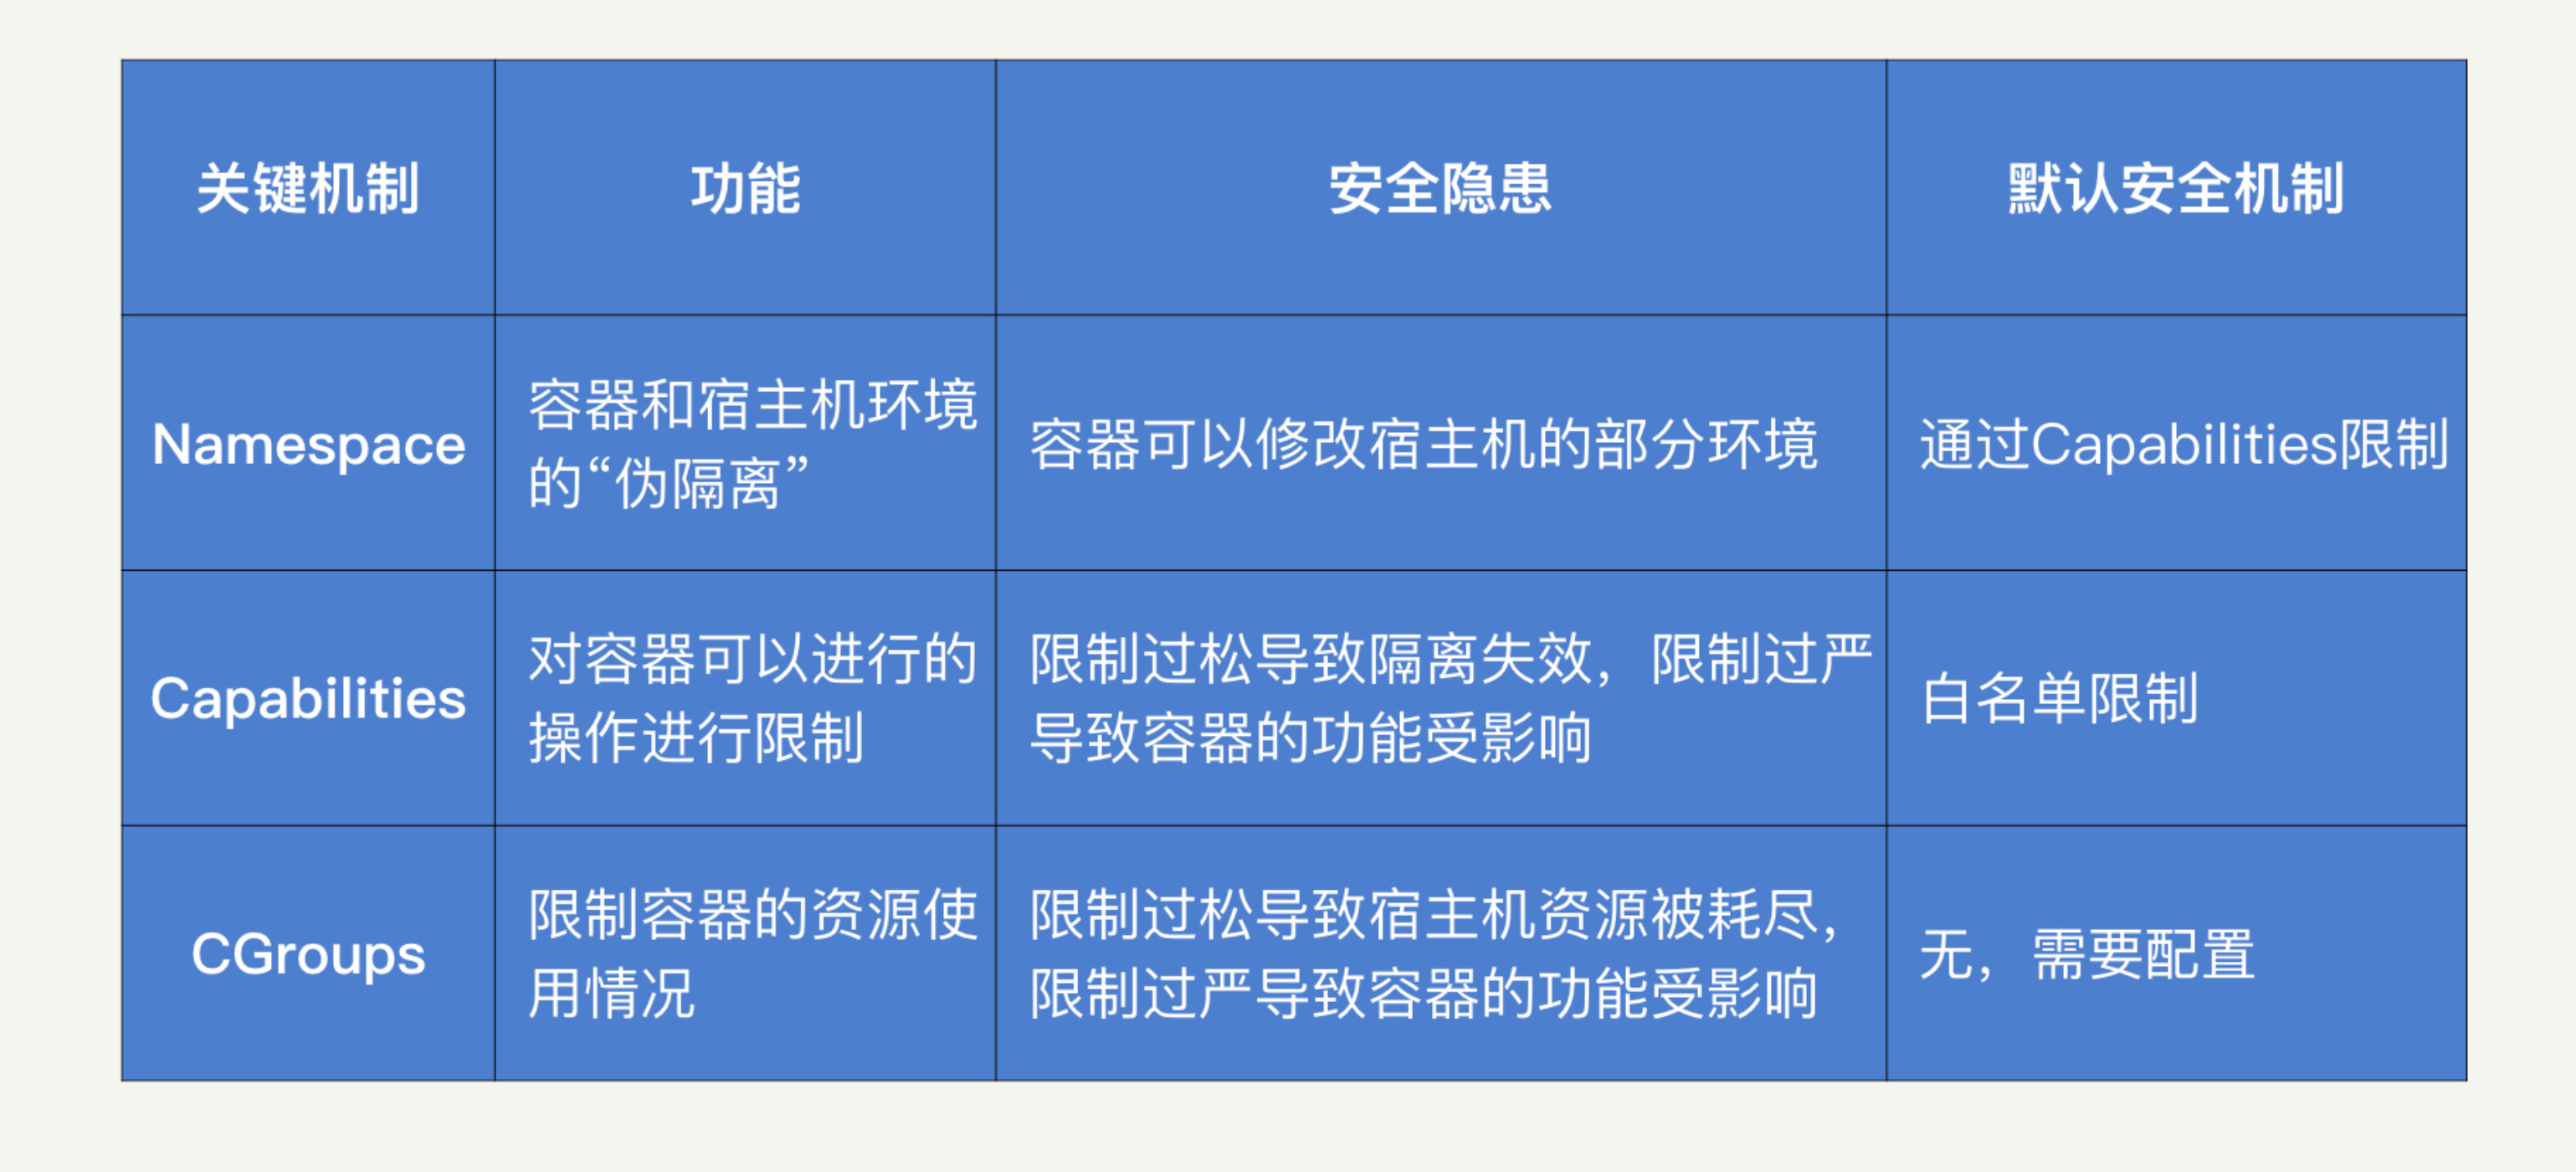 关键机制
功能
安全隐患
默认安全机制
Namespace
容器和宿主机环境
的“伪隔离”
容器可以修改宿主机的部分环境
通过Capabilities限制
Capabilities
对容器可以进行的
操作进行限制
限制过松导致隔离失效，限制过严
导致容器的功能受影响
白名单限制
CGroups
限制容器的资源使
用情况
限制过松导致宿主机资源被耗尽，
限制过严导致容器的功能受影响
无，需要配置